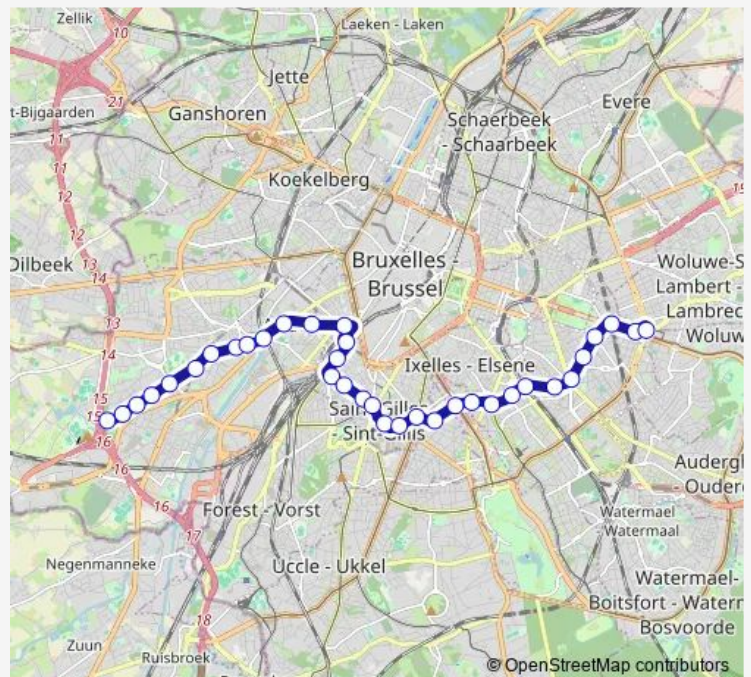 Zellik
10
Laeken - Laken
Jette
21
t-Bijgaarden
Ganshoren
Evere
Schaerbeek
- Schaarbeek
11
11
12
Koekelberg
15
12
Dilbeek
13
14
Bruxelles -
Brussel
Woluwe-S
Lambert -
Lambrec
Woluw
13
14
Ixelles - Elsene
15
15
16
Saint-Gilles
- Sint-Gillis
16
Auderg
- Ouder
16
Forest - Vorst
17
Watermael
- Watermaal
Negenmanneke
Uccle - Ukkel
Watermael-
Boitsfort - Watern
Bosvoorde
18
Zuun
Ruisbroek
© OpenStreetMap contributors